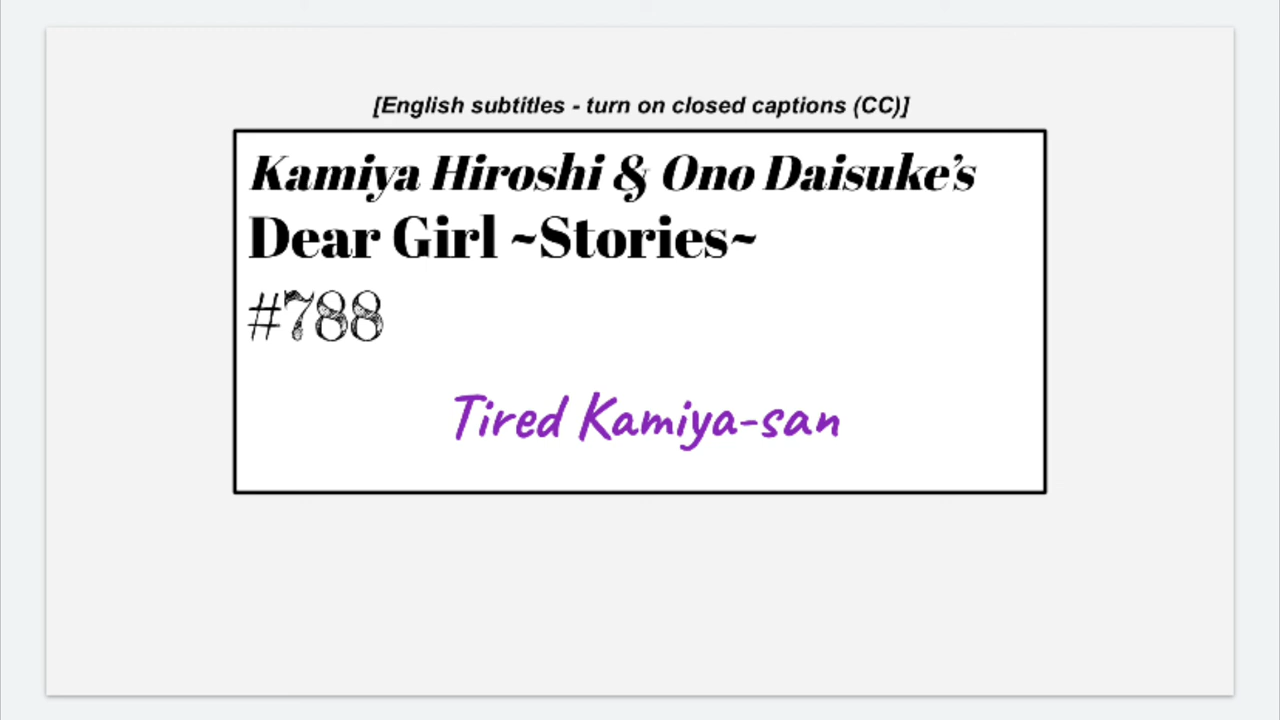 [English subtitles - turn on closed captions (CC)]
Kamiya Hiroshi & Ono Daisuke’s
Dear Girl ~Stories~
#788
Tired Kamiya-san